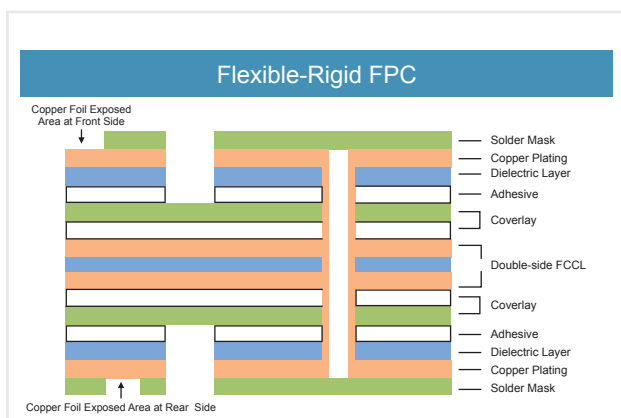 Flexible-Rigid FPC
Copper Foil Exposed
Area at Front Side
Solder Mask
Copper Plating
Dielectric Layer
Adhesive
Coverlay
Double-side FCCL
Coverlay
Adhesive
Dielectric Layer
Copper Plating
Solder Mask
Copper Foil Exposed Area at Rear Side